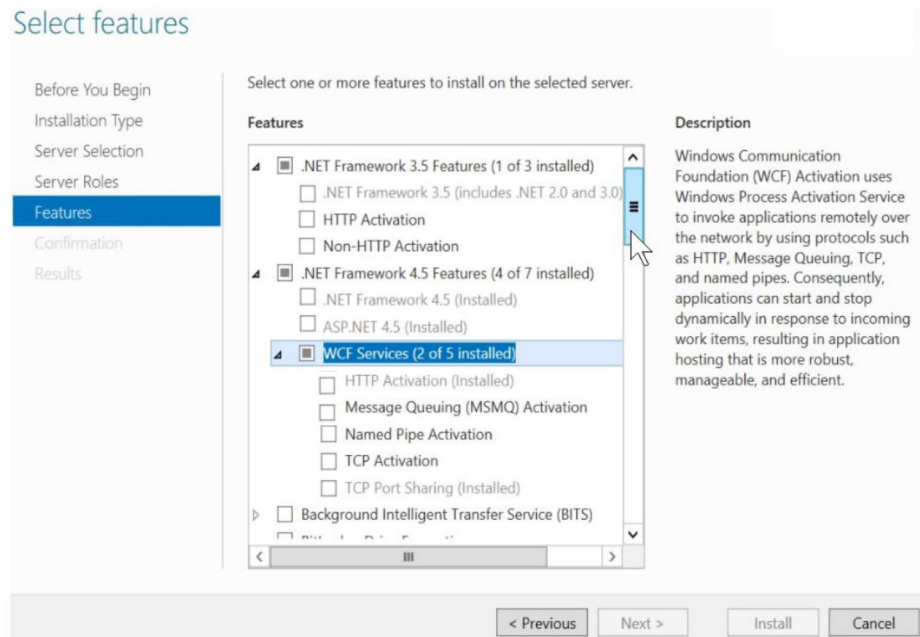 Select features
Before You Begin
Installation Type
Server Selection
Server Roles
Features
Confirmation
Results
Select one or more features to install on the selected server.
Features
.NET Framework 3.5 Features (1 of 3 installed)
.NET Framework 3.5 (includes .NET 2.0 and 3.0)
HTTP Activation
Non-HTTP Activation
.NET Framework 4.5 Features (4 of 7 installed)
.NET Framework 4.5 (Installed)
ASP.NET 4.5 (Installed)
WCF Services (2 of 5 installed)
HTTP Activation (Installed)
Message Queuing (MSMQ) Activation
Named Pipe Activation
TCP Activation
TCP Port Sharing (Installed)
Background Intelligent Transfer Service (BITS)
Description
Windows Communication
Foundation (WCF) Activation uses
Windows Process Activation Service
to invoke applications remotely over
the network by using protocols such
as HTTP, Message Queuing, TCP,
and named pipes. Consequently,
applications can start and stop
dynamically in response to incoming
work items, resulting in application
hosting that is more robust,
manageable, and efficient.
< Previous
Next >
Install
Cancel